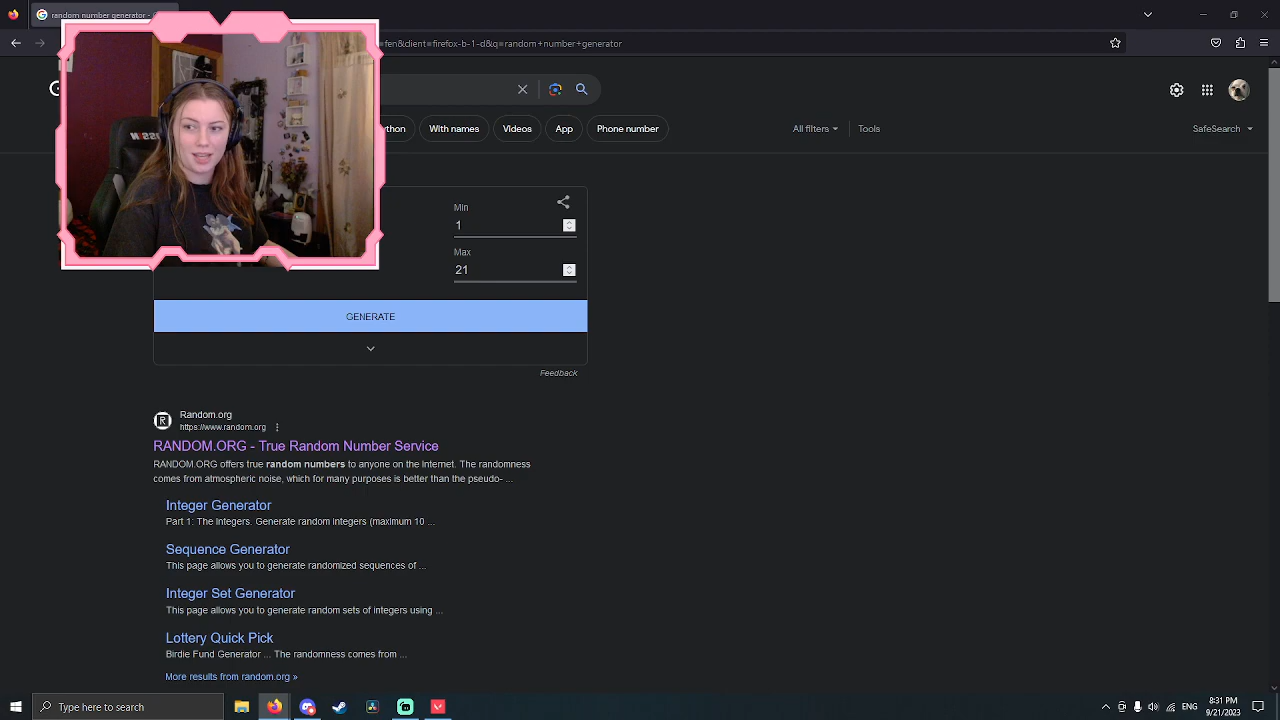 random number generator -
=fen&client=firefox-b-1-d&q=random+number+generator
With names
Videos
App
Phone number
All filters
Tools
SafeSearch
Min
1
Max
21
GENERATE
Feedback
Random.org
https://www.random.org
RANDOM.ORG - True Random Number Service
RANDOM.ORG offers true random numbers to anyone on the Internet. The randomness
comes from atmospheric noise, which for many purposes is better than the pseudo- ...
Integer Generator
Part 1: The Integers. Generate random integers (maximum 10 ...
Sequence Generator
This page allows you to generate randomized sequences of ...
Integer Set Generator
This page allows you to generate random sets of integers using ...
Lottery Quick Pick
Birdie Fund Generator ... The randomness comes from ...
More results from random.org »
Type here to search
8:31 PM
9/21/2023